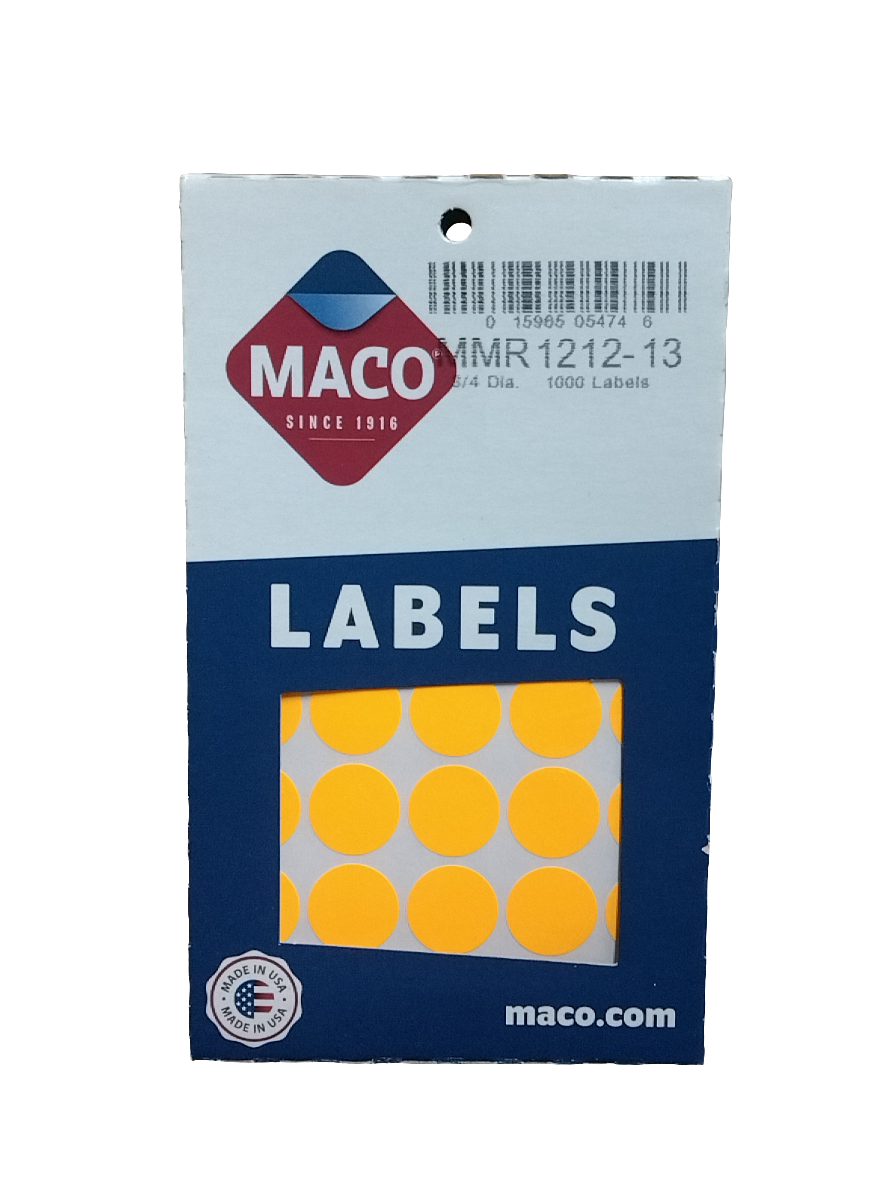 0 15965 05474 6
MACO®
MMR1212-13
3/4 Dia. 1000 Labels
SINCE 1916
LABELS
MADE IN USA
MADE IN USA
maco.com